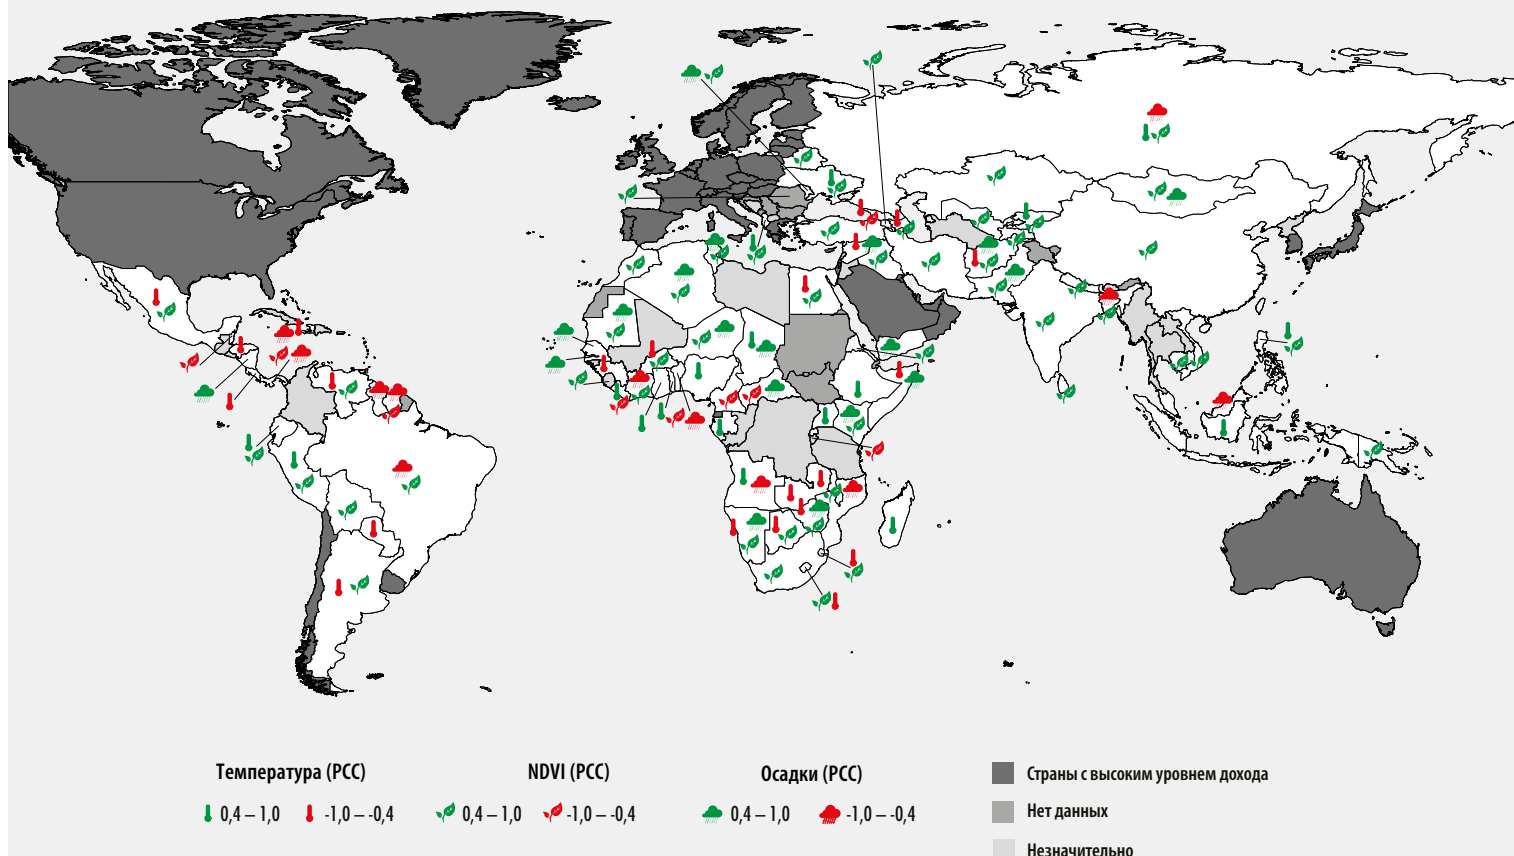 Температура (PCC)
0,4 – 1,0
-1,0 – -0,4
NDVI (PCC)
0,4 – 1,0
-1,0 – -0,4
Осадки (PCC)
0,4 – 1,0
-1,0 – -0,4
Страны с высоким уровнем дохода
Нет данных
Незначительно